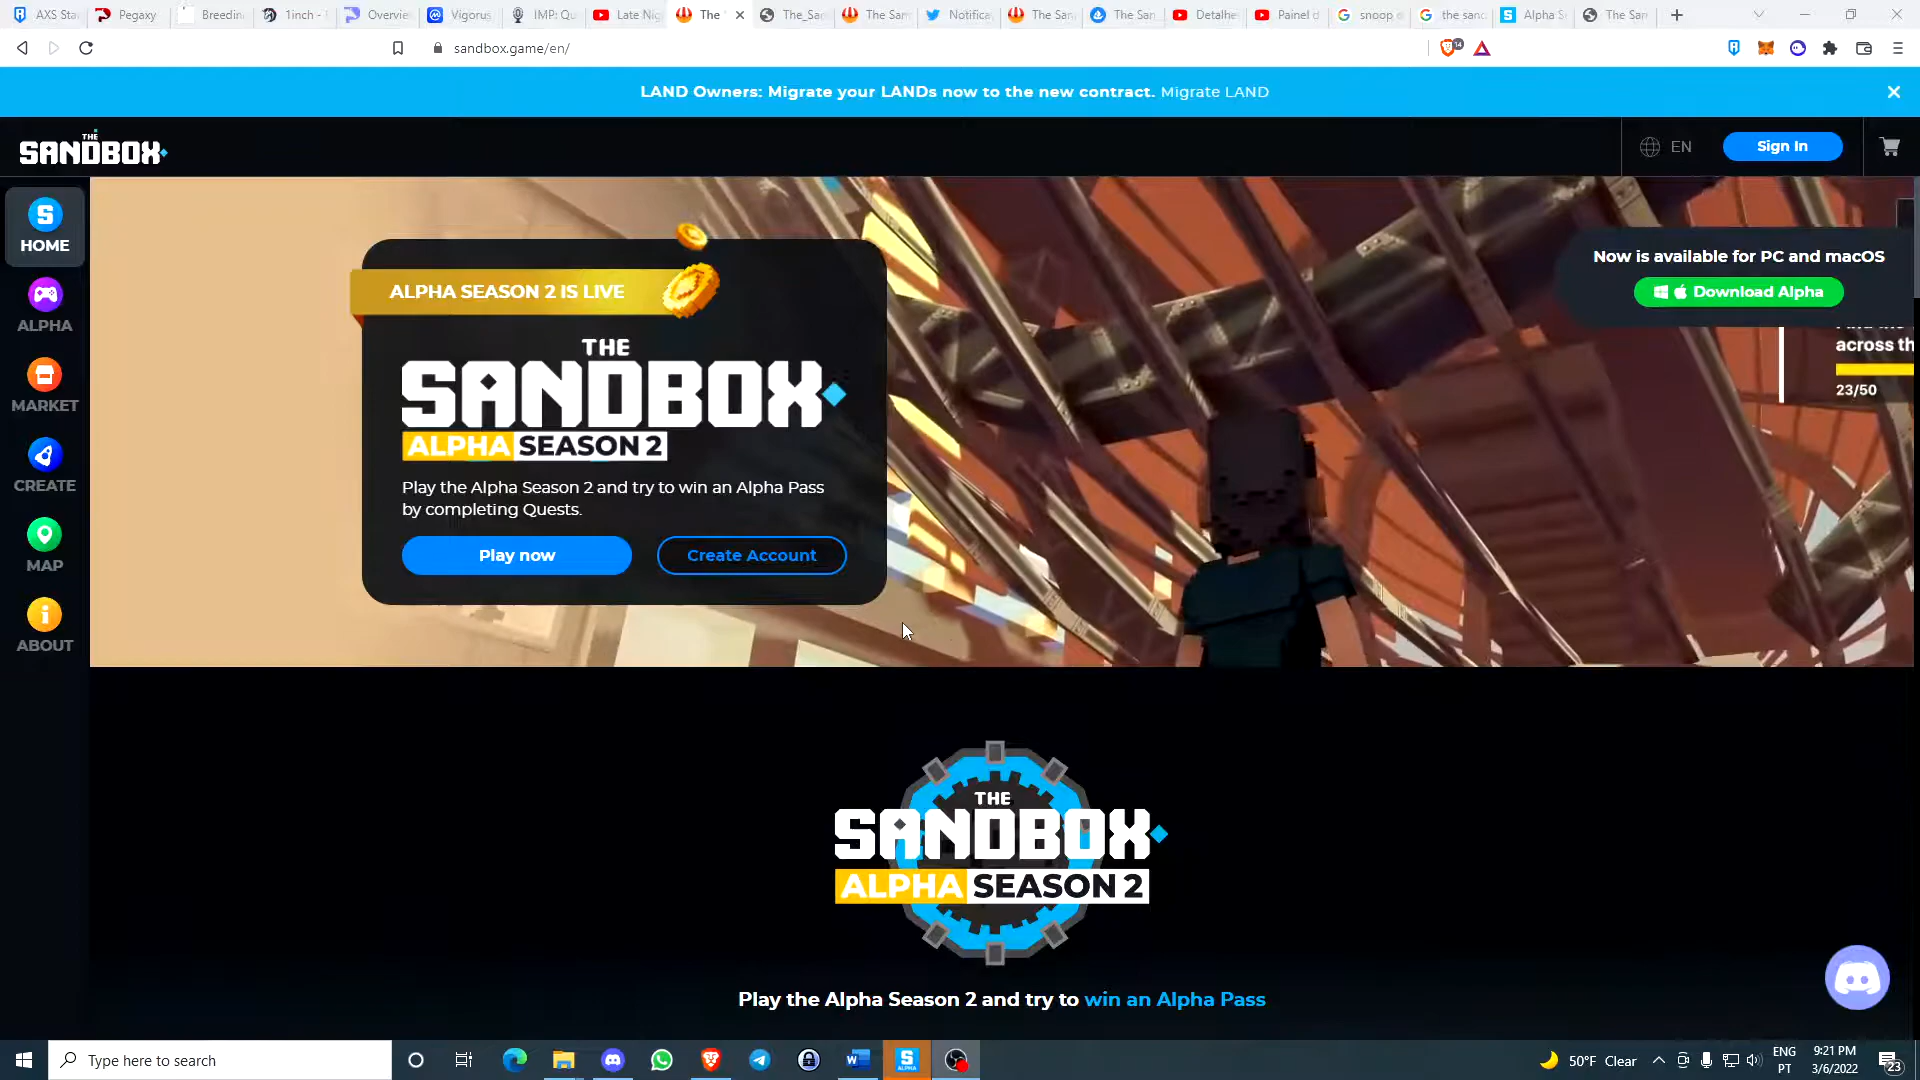 AXS Sta
Pegaxy
Breedin
1inch -
Overvie
Vigorus
IMP: Qu
Late Nig
The
The_San
The San
Notifica
The San
The San
Detalhe
Painel d
snoop
the sand
Alpha S
The San
sandbox.game/en/
14
LAND Owners: Migrate your LANDs now to the new contract. Migrate LAND
THE
SANDBOX
EN
Sign In
HOME
ALPHA
MARKET
CREATE
MAP
ABOUT
ALPHA SEASON 2 IS LIVE
THE
SANDBOX
ALPHA SEASON 2
Play the Alpha Season 2 and try to win an Alpha Pass
by completing Quests.
Play now
Create Account
Now is available for PC and macOS
Download Alpha
across th
23/50
THE
SANDBOX
ALPHA SEASON 2
Play the Alpha Season 2 and try to win an Alpha Pass
Type here to search
50°F Clear
ENG
PT
9:21 PM
3/6/2022
23